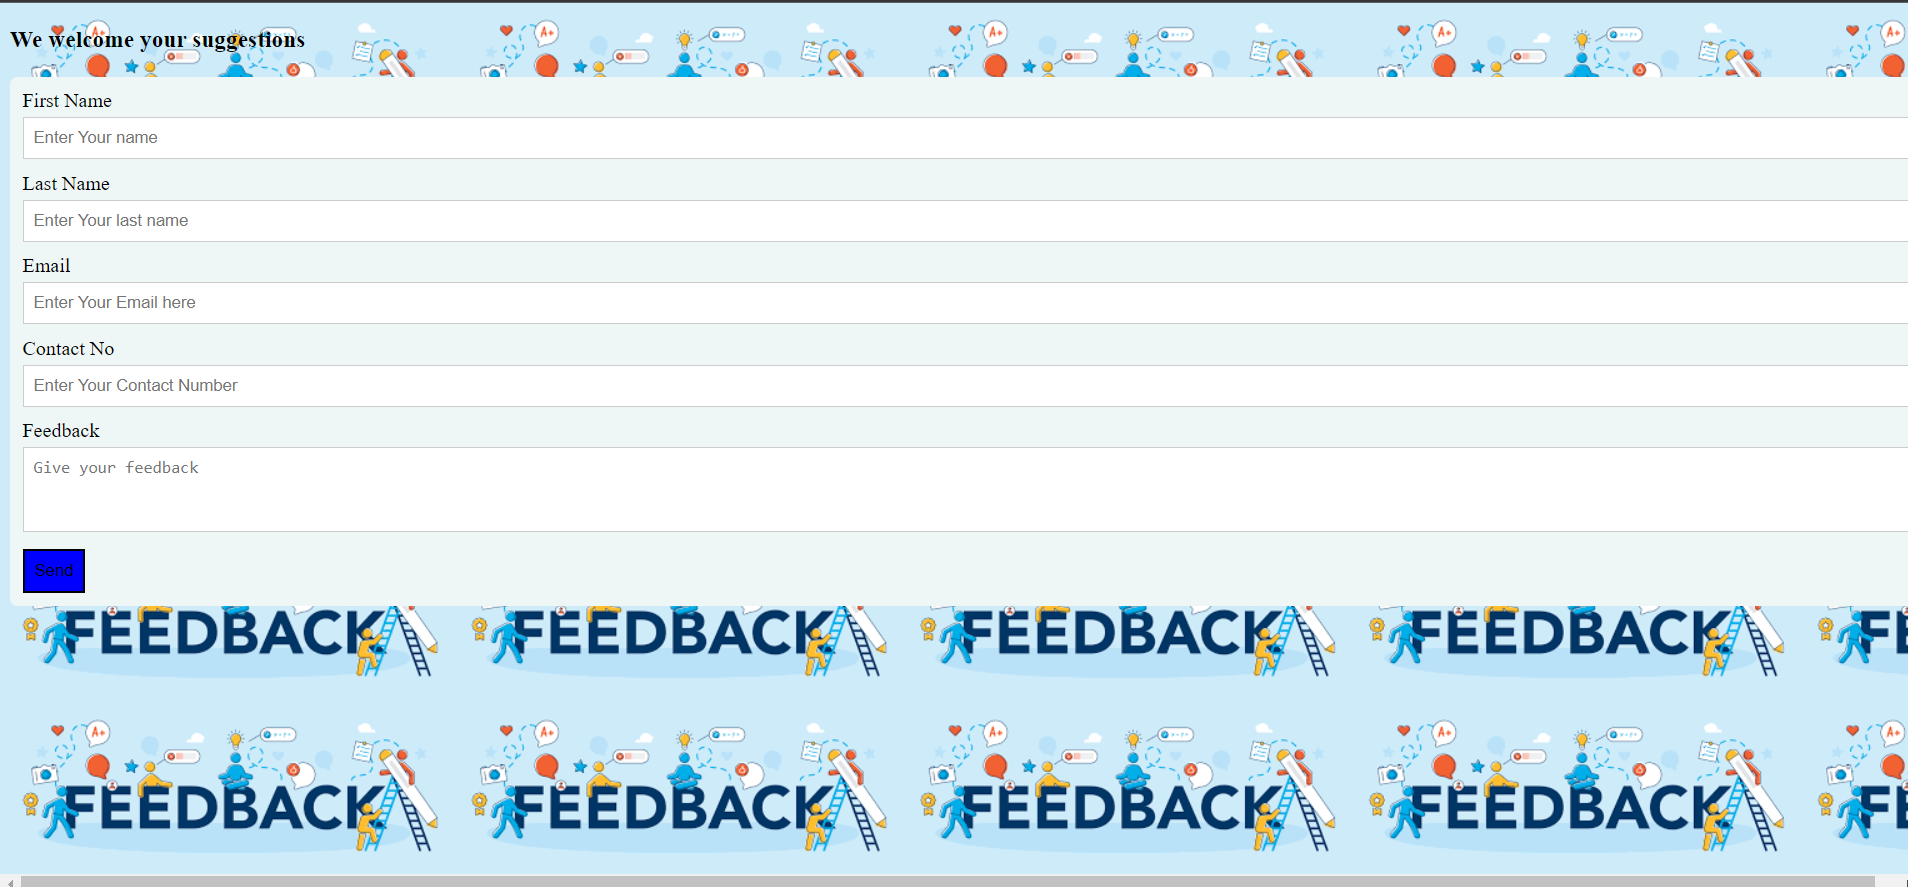 A+ A+ A+ A+ A+
We welcome your suggestions
First Name
Enter Your name
Last Name
Enter Your last name
Email
Enter Your Email here
Contact No
Enter Your Contact Number
Feedback
Give your feedback
Send
FEEDBACK FEEDBACK FEEDBACK FEEDBACK FE
A+ A+ A+ A+ A+
FEEDBACK FEEDBACK FEEDBACK FEEDBACK FE